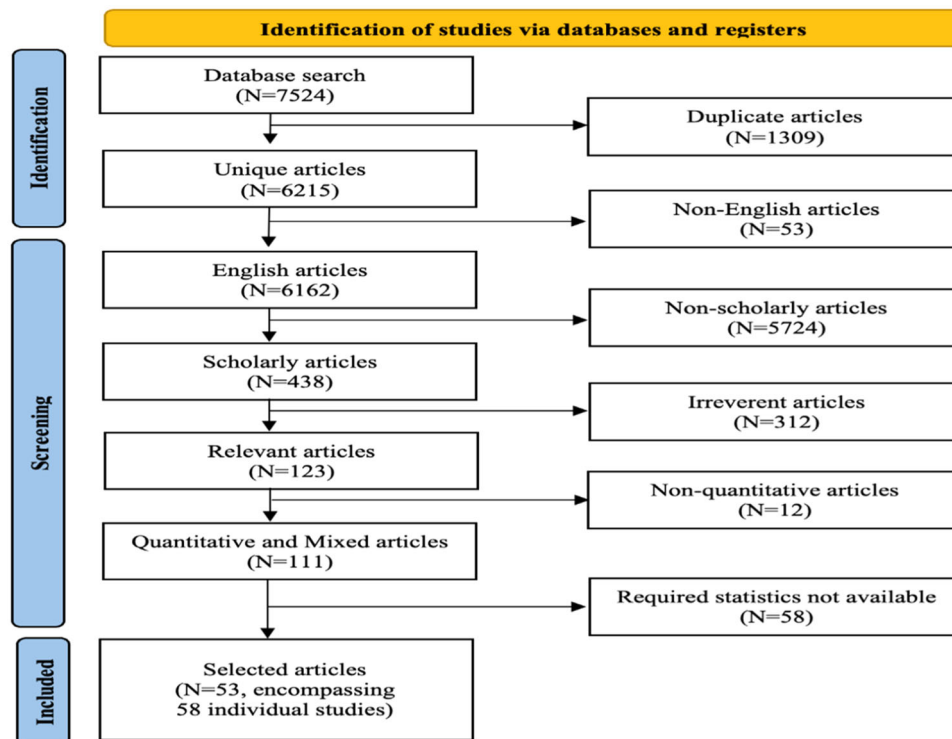 Identification of studies via databases and registers
Identification
Database search
(N=7524)
Duplicate articles
(N=1309)
Unique articles
(N=6215)
Non-English articles
(N=53)
Screening
English articles
(N=6162)
Non-scholarly articles
(N=5724)
Scholarly articles
(N=438)
Irreverent articles
(N=312)
Relevant articles
(N=123)
Non-quantitative articles
(N=12)
Quantitative and Mixed articles
(N=111)
Required statistics not available
(N=58)
Included
Selected articles
(N=53, encompassing
58 individual studies)